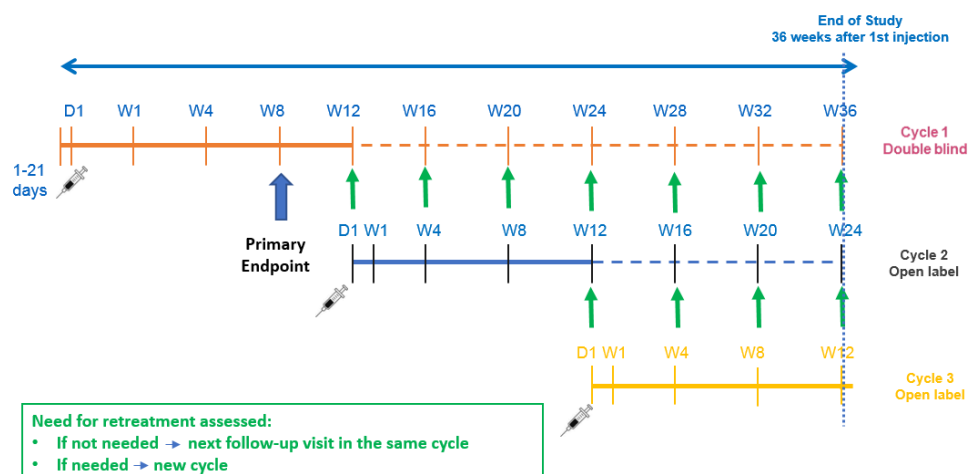 End of Study
36 weeks after 1st injection
D1 W1 W4 W8 W12 W16 W20 W24 W28 W32 W36
Cycle 1
Double blind
1-21
days
Primary
Endpoint
D1 W1 W4 W8 W12 W16 W20 W24
Cycle 2
Open label
D1 W1 W4 W8 W12
Cycle 3
Open label
Need for retreatment assessed:
• If not needed → next follow-up visit in the same cycle
• If needed → new cycle